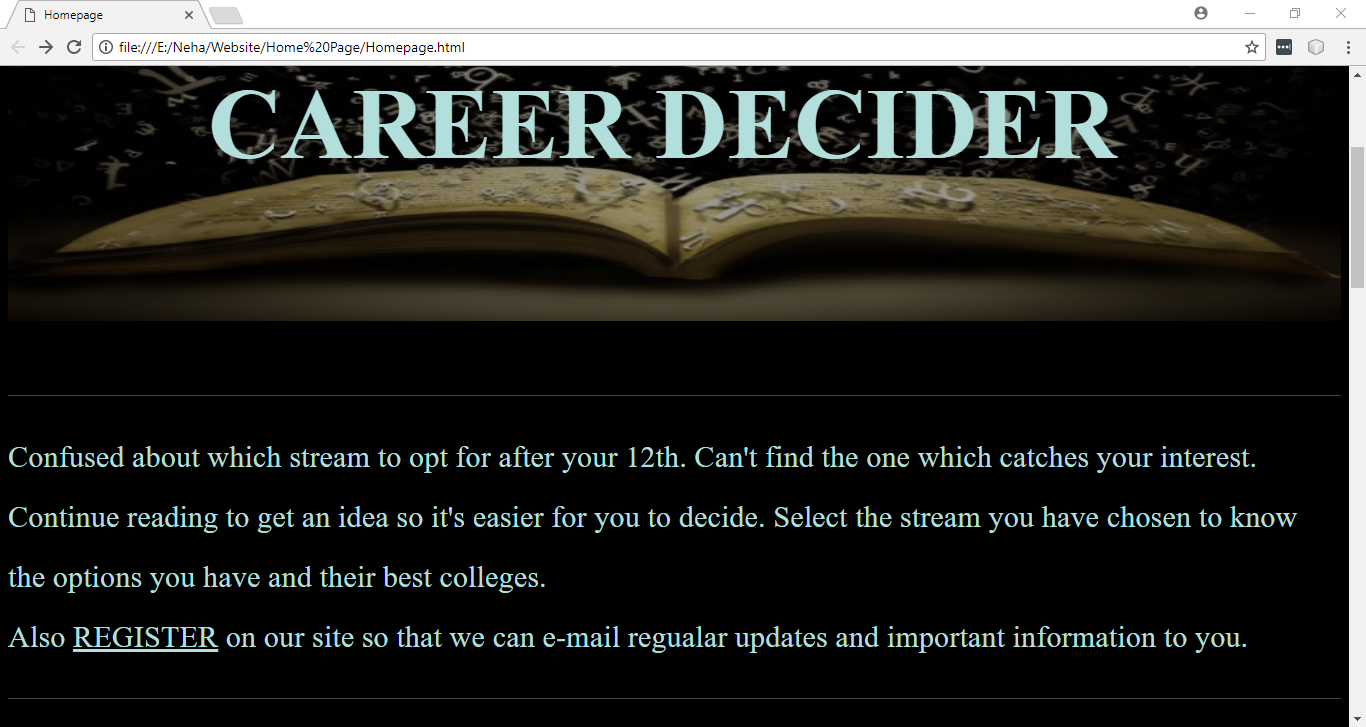 Homepage
file:///E:/Neha/Website/Home%20Page/Homepage.html
CAREER DECIDER
Confused about which stream to opt for after your 12th. Can't find the one which catches your interest.
Continue reading to get an idea so it's easier for you to decide. Select the stream you have chosen to know
the options you have and their best colleges.
Also REGISTER on our site so that we can e-mail regualar updates and important information to you.